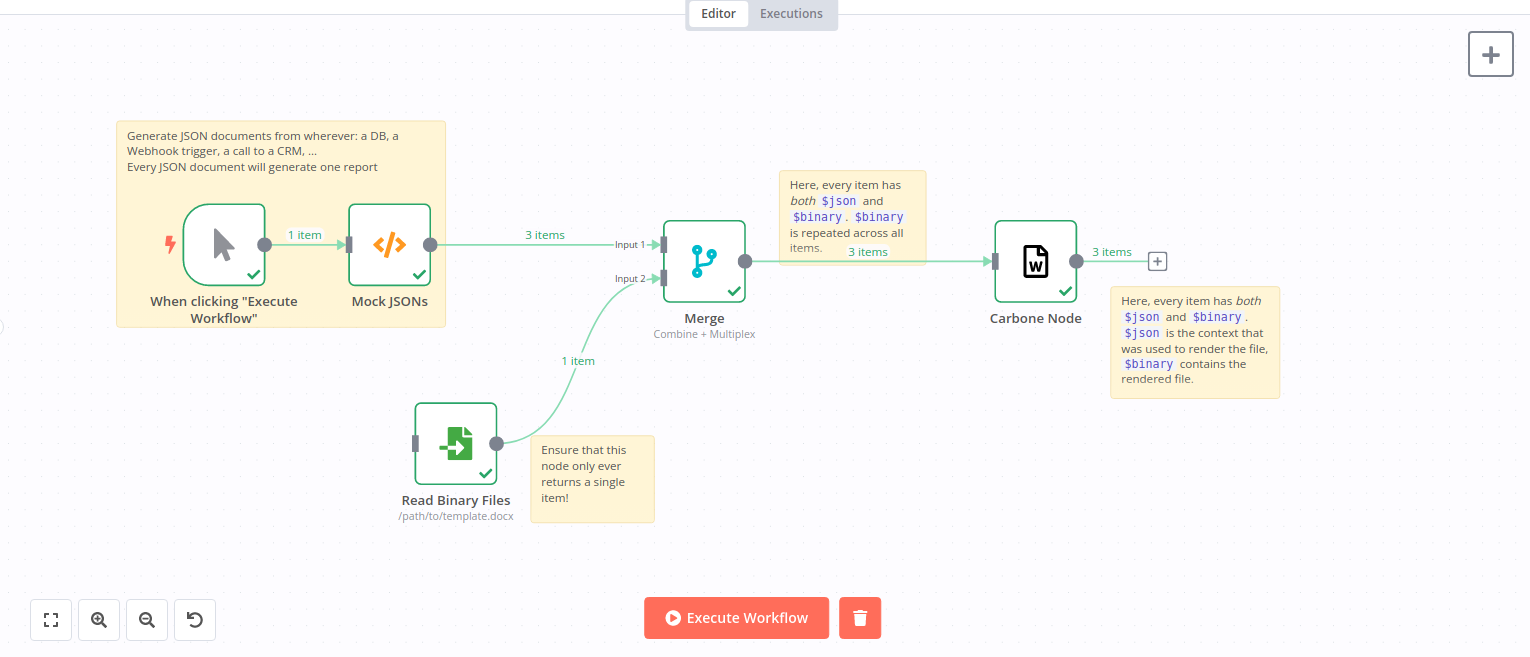 Editor
Executions
Generate JSON documents from wherever: a DB, a
Webhook trigger, a call to a CRM, ...
Every JSON document will generate one report
1 item
When clicking "Execute
Workflow"
Mock JSONs
3 items
Input 1
Input 2
Merge
Combine + Multiplex
Here, every item has
both $json and
$binary. $binary
is repeated across all
items.
3 items
Carbone Node
3 items
Here, every item has both
$json and $binary.
$json is the context that
was used to render the file,
$binary contains the
rendered file.
1 item
Read Binary Files
/path/to/template.docx
Ensure that this
node only ever
returns a single
item!
Execute Workflow